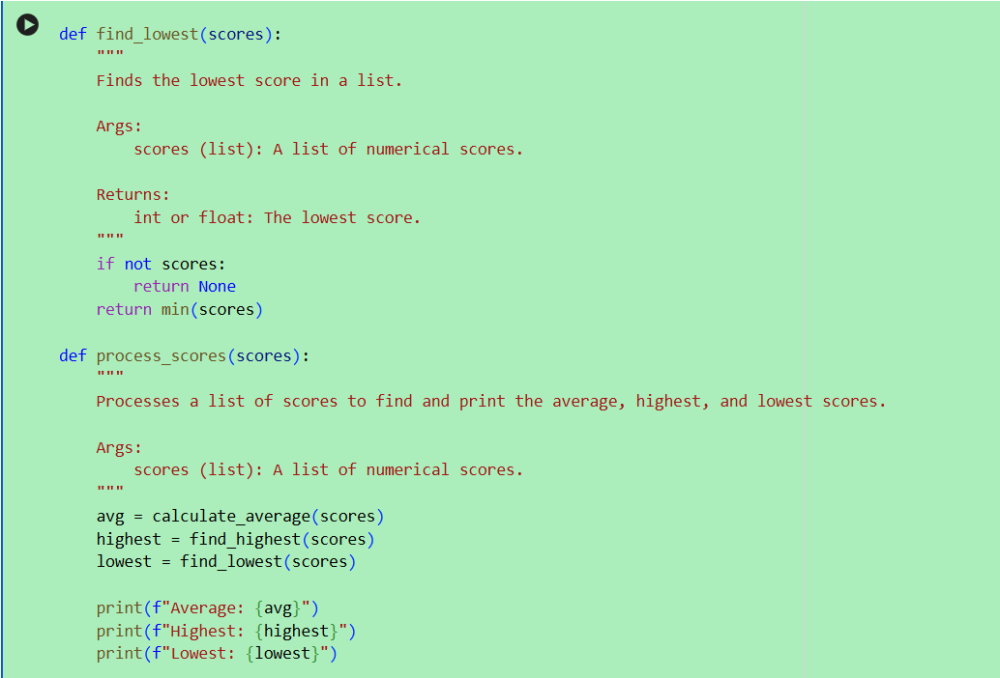 def find_lowest(scores):
    """
    Finds the lowest score in a list.

    Args:
        scores (list): A list of numerical scores.

    Returns:
        int or float: The lowest score.
    """
    if not scores:
        return None
    return min(scores)

def process_scores(scores):
    """
    Processes a list of scores to find and print the average, highest, and lowest scores.

    Args:
        scores (list): A list of numerical scores.
    """
    avg = calculate_average(scores)
    highest = find_highest(scores)
    lowest = find_lowest(scores)

    print(f"Average: {avg}")
    print(f"Highest: {highest}")
    print(f"Lowest: {lowest}")